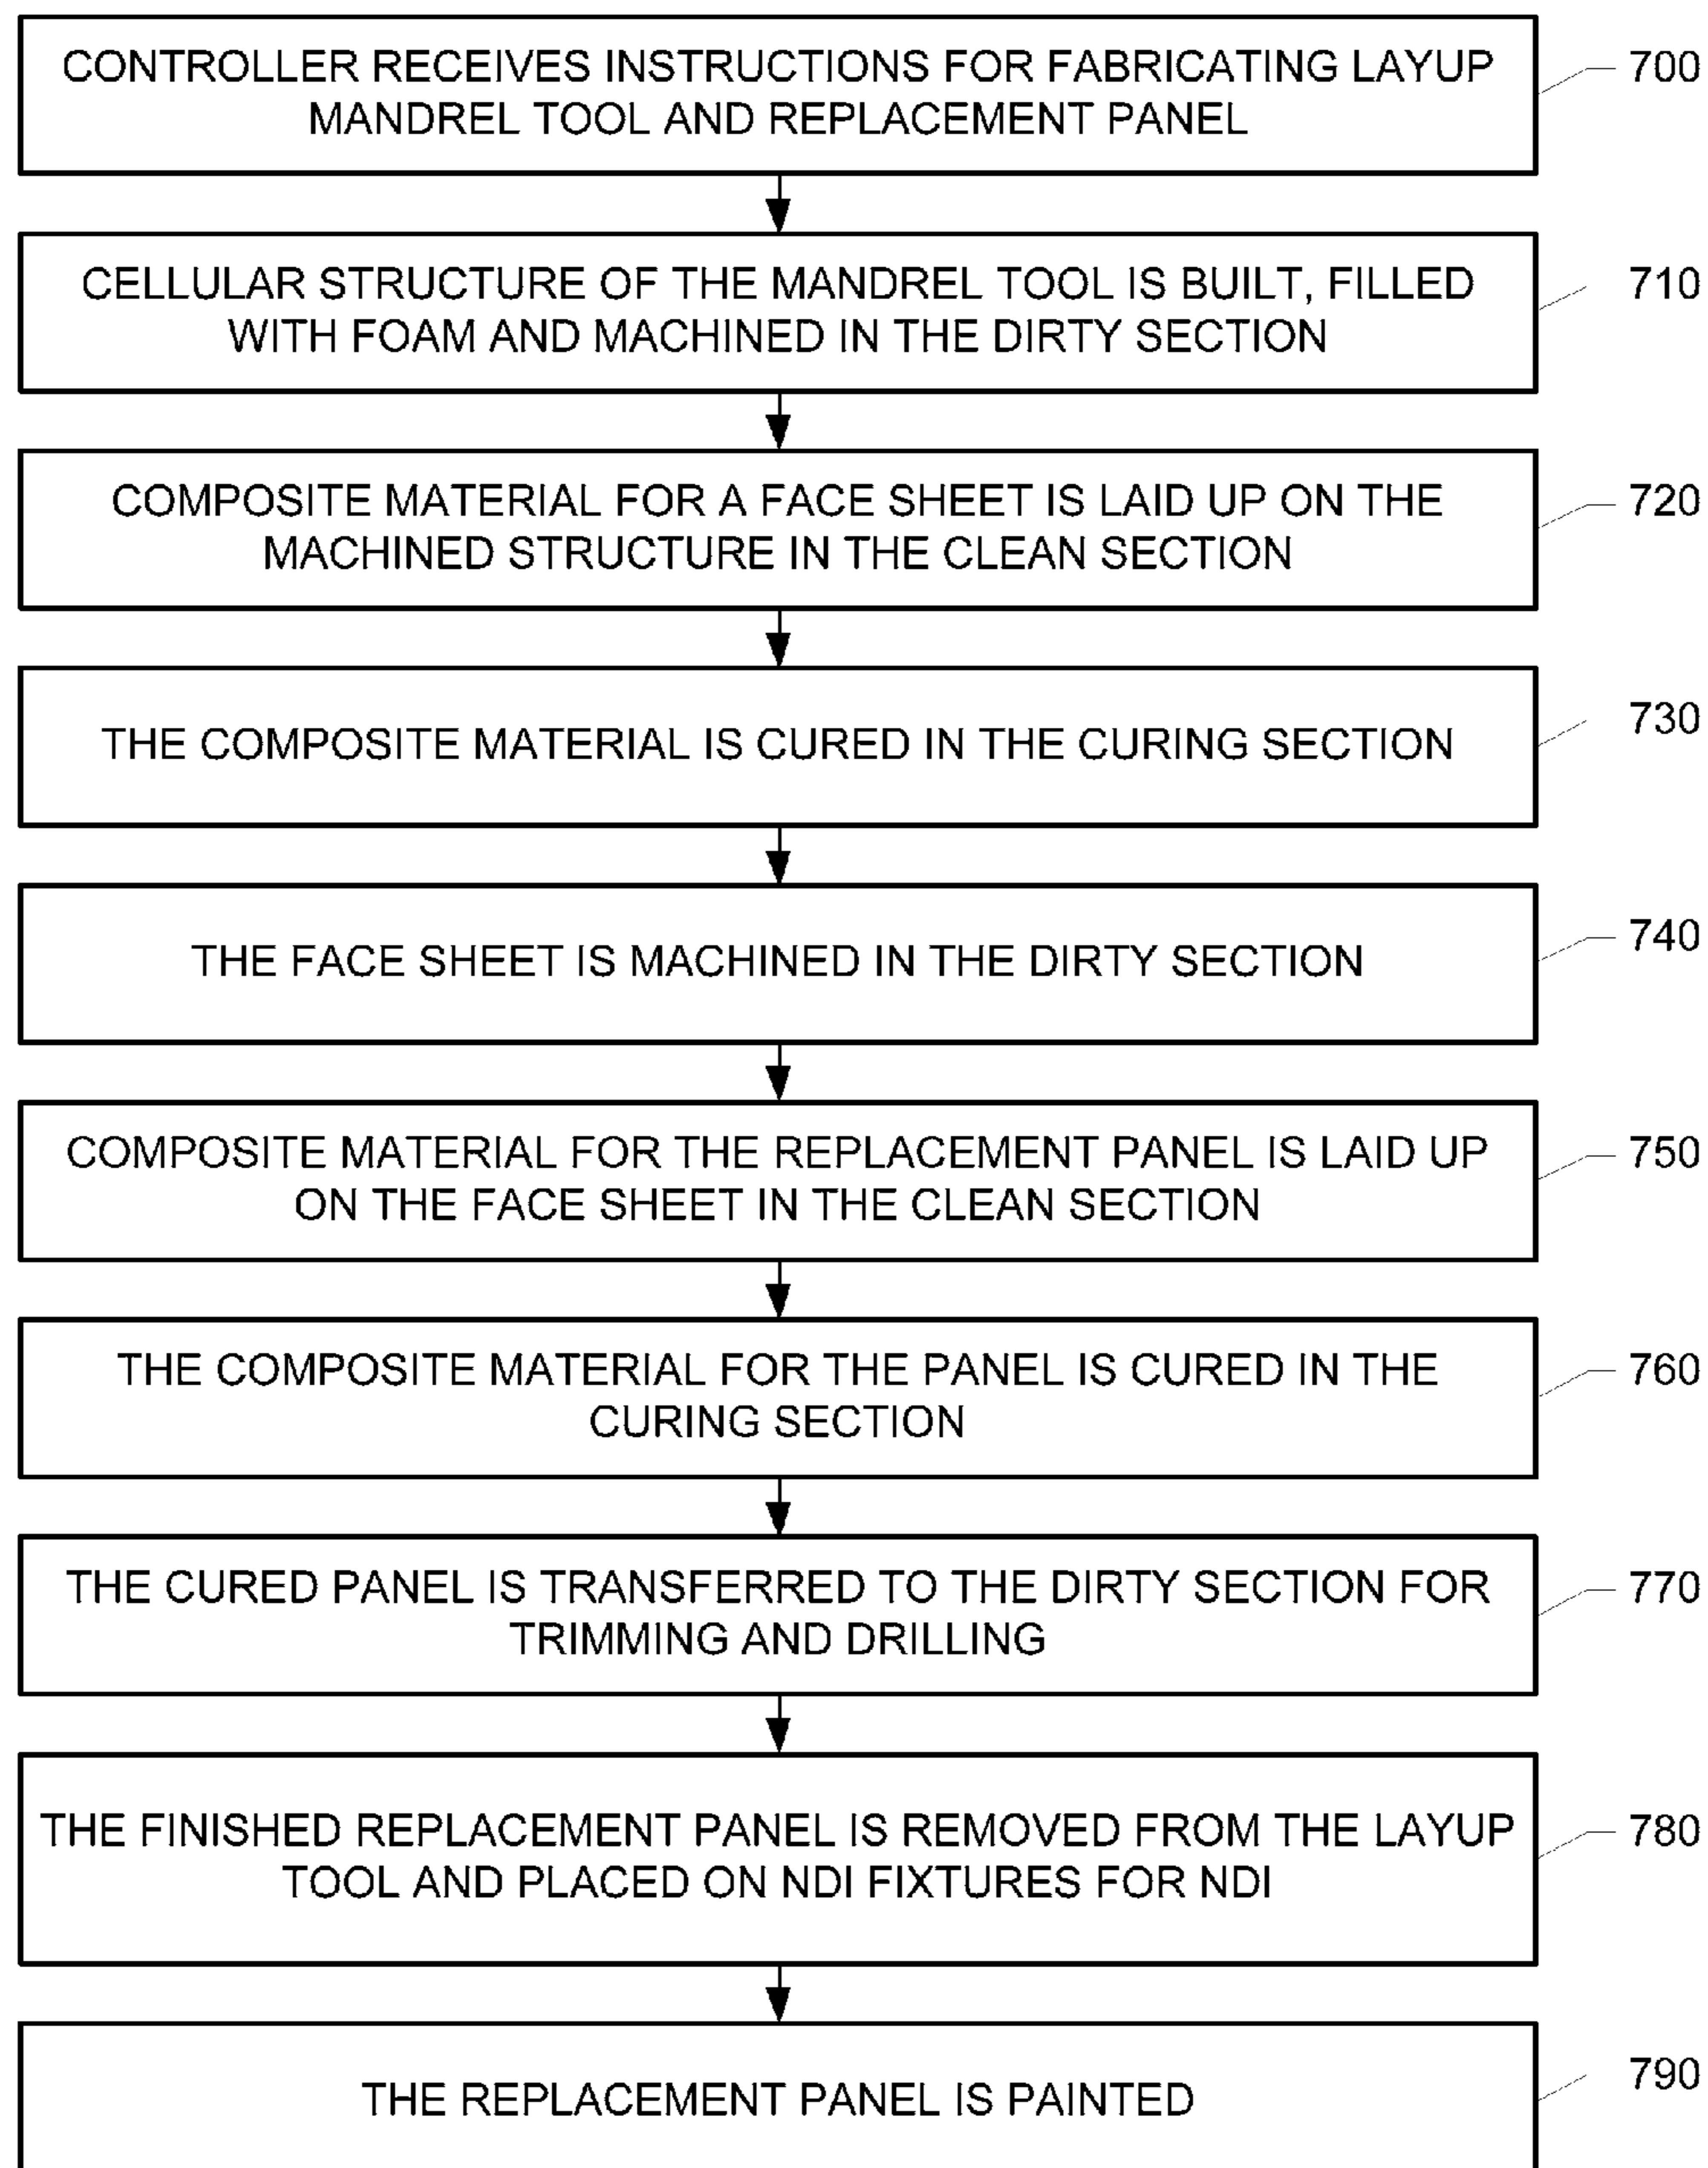 CONTROLLER RECEIVES INSTRUCTIONS FOR FABRICATING LAYUP
MANDREL TOOL AND REPLACEMENT PANEL
700
CELLULAR STRUCTURE OF THE MANDREL TOOL IS BUILT, FILLED
WITH FOAM AND MACHINED IN THE DIRTY SECTION
710
COMPOSITE MATERIAL FOR A FACE SHEET IS LAID UP ON THE
MACHINED STRUCTURE IN THE CLEAN SECTION
720
THE COMPOSITE MATERIAL IS CURED IN THE CURING SECTION
730
THE FACE SHEET IS MACHINED IN THE DIRTY SECTION
740
COMPOSITE MATERIAL FOR THE REPLACEMENT PANEL IS LAID UP
ON THE FACE SHEET IN THE CLEAN SECTION
750
THE COMPOSITE MATERIAL FOR THE PANEL IS CURED IN THE
CURING SECTION
760
THE CURED PANEL IS TRANSFERRED TO THE DIRTY SECTION FOR
TRIMMING AND DRILLING
770
THE FINISHED REPLACEMENT PANEL IS REMOVED FROM THE LAYUP
TOOL AND PLACED ON NDI FIXTURES FOR NDI
780
THE REPLACEMENT PANEL IS PAINTED
790